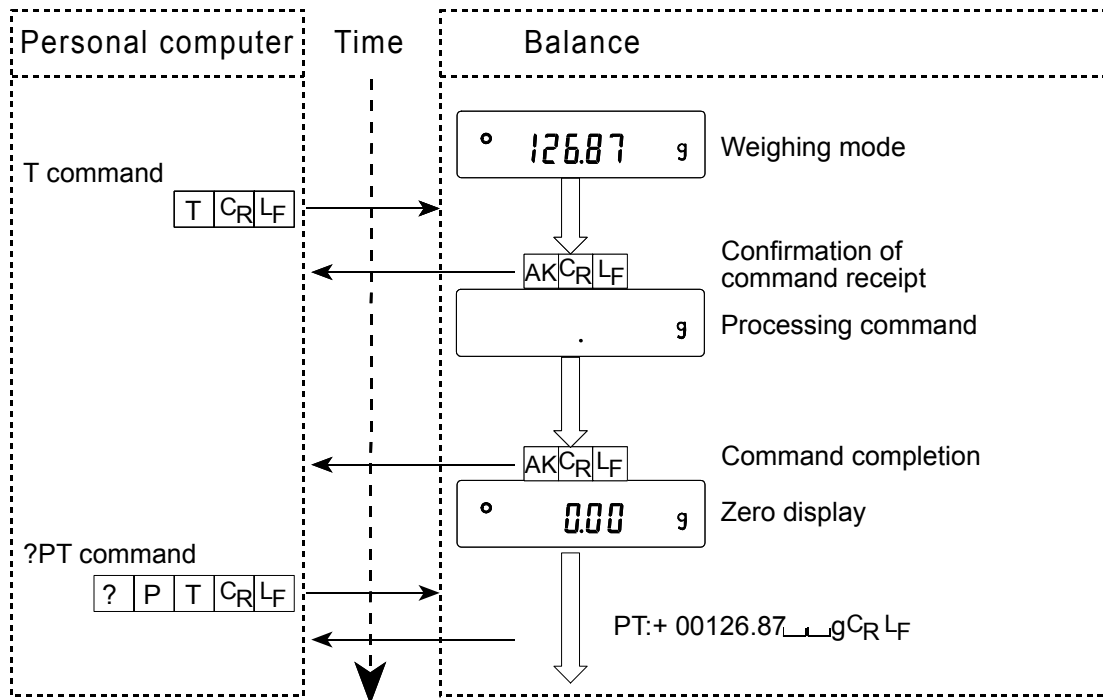 Personal computer Time Balance
126.87 g Weighing mode
T command
T CR LF
Confirmation of
command receipt
AK CR LF
. g Processing command
AK CR LF Command completion
0.00 g Zero display
?PT command
? P T CR LF
PT:+ 00126.87␣␣gCR LF